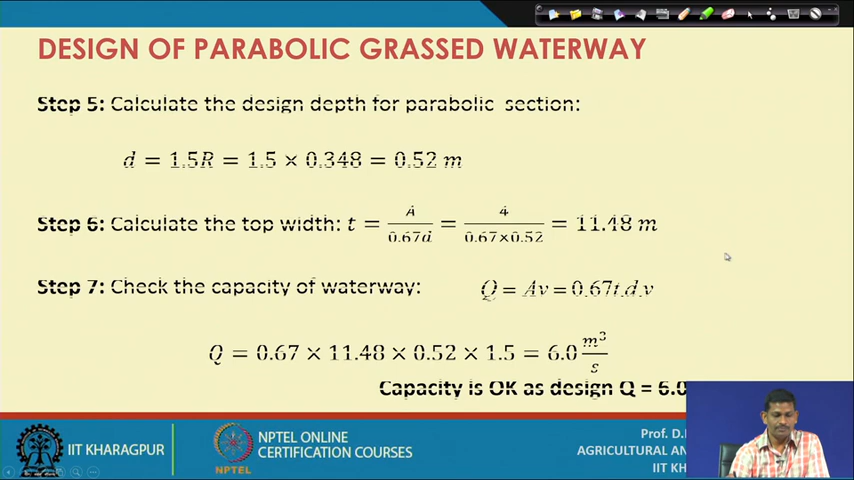 DESIGN OF PARABOLIC GRASSED WATERWAY
Step 5: Calculate the design depth for parabolic section:
d = 1.5R = 1.5 × 0.348 = 0.52 m
Step 6: Calculate the top width: t = A/0.67d = 4/0.67×0.52 = 11.48 m
Step 7: Check the capacity of waterway: Q = Av = 0.67t.d.v
Q = 0.67 × 11.48 × 0.52 × 1.5 = 6.0 m³/s
Capacity is OK as design Q = 6.0
IIT KHARAGPUR
NPTEL
NPTEL ONLINE
CERTIFICATION COURSES
Prof. D.
AGRICULTURAL AN
IIT KH